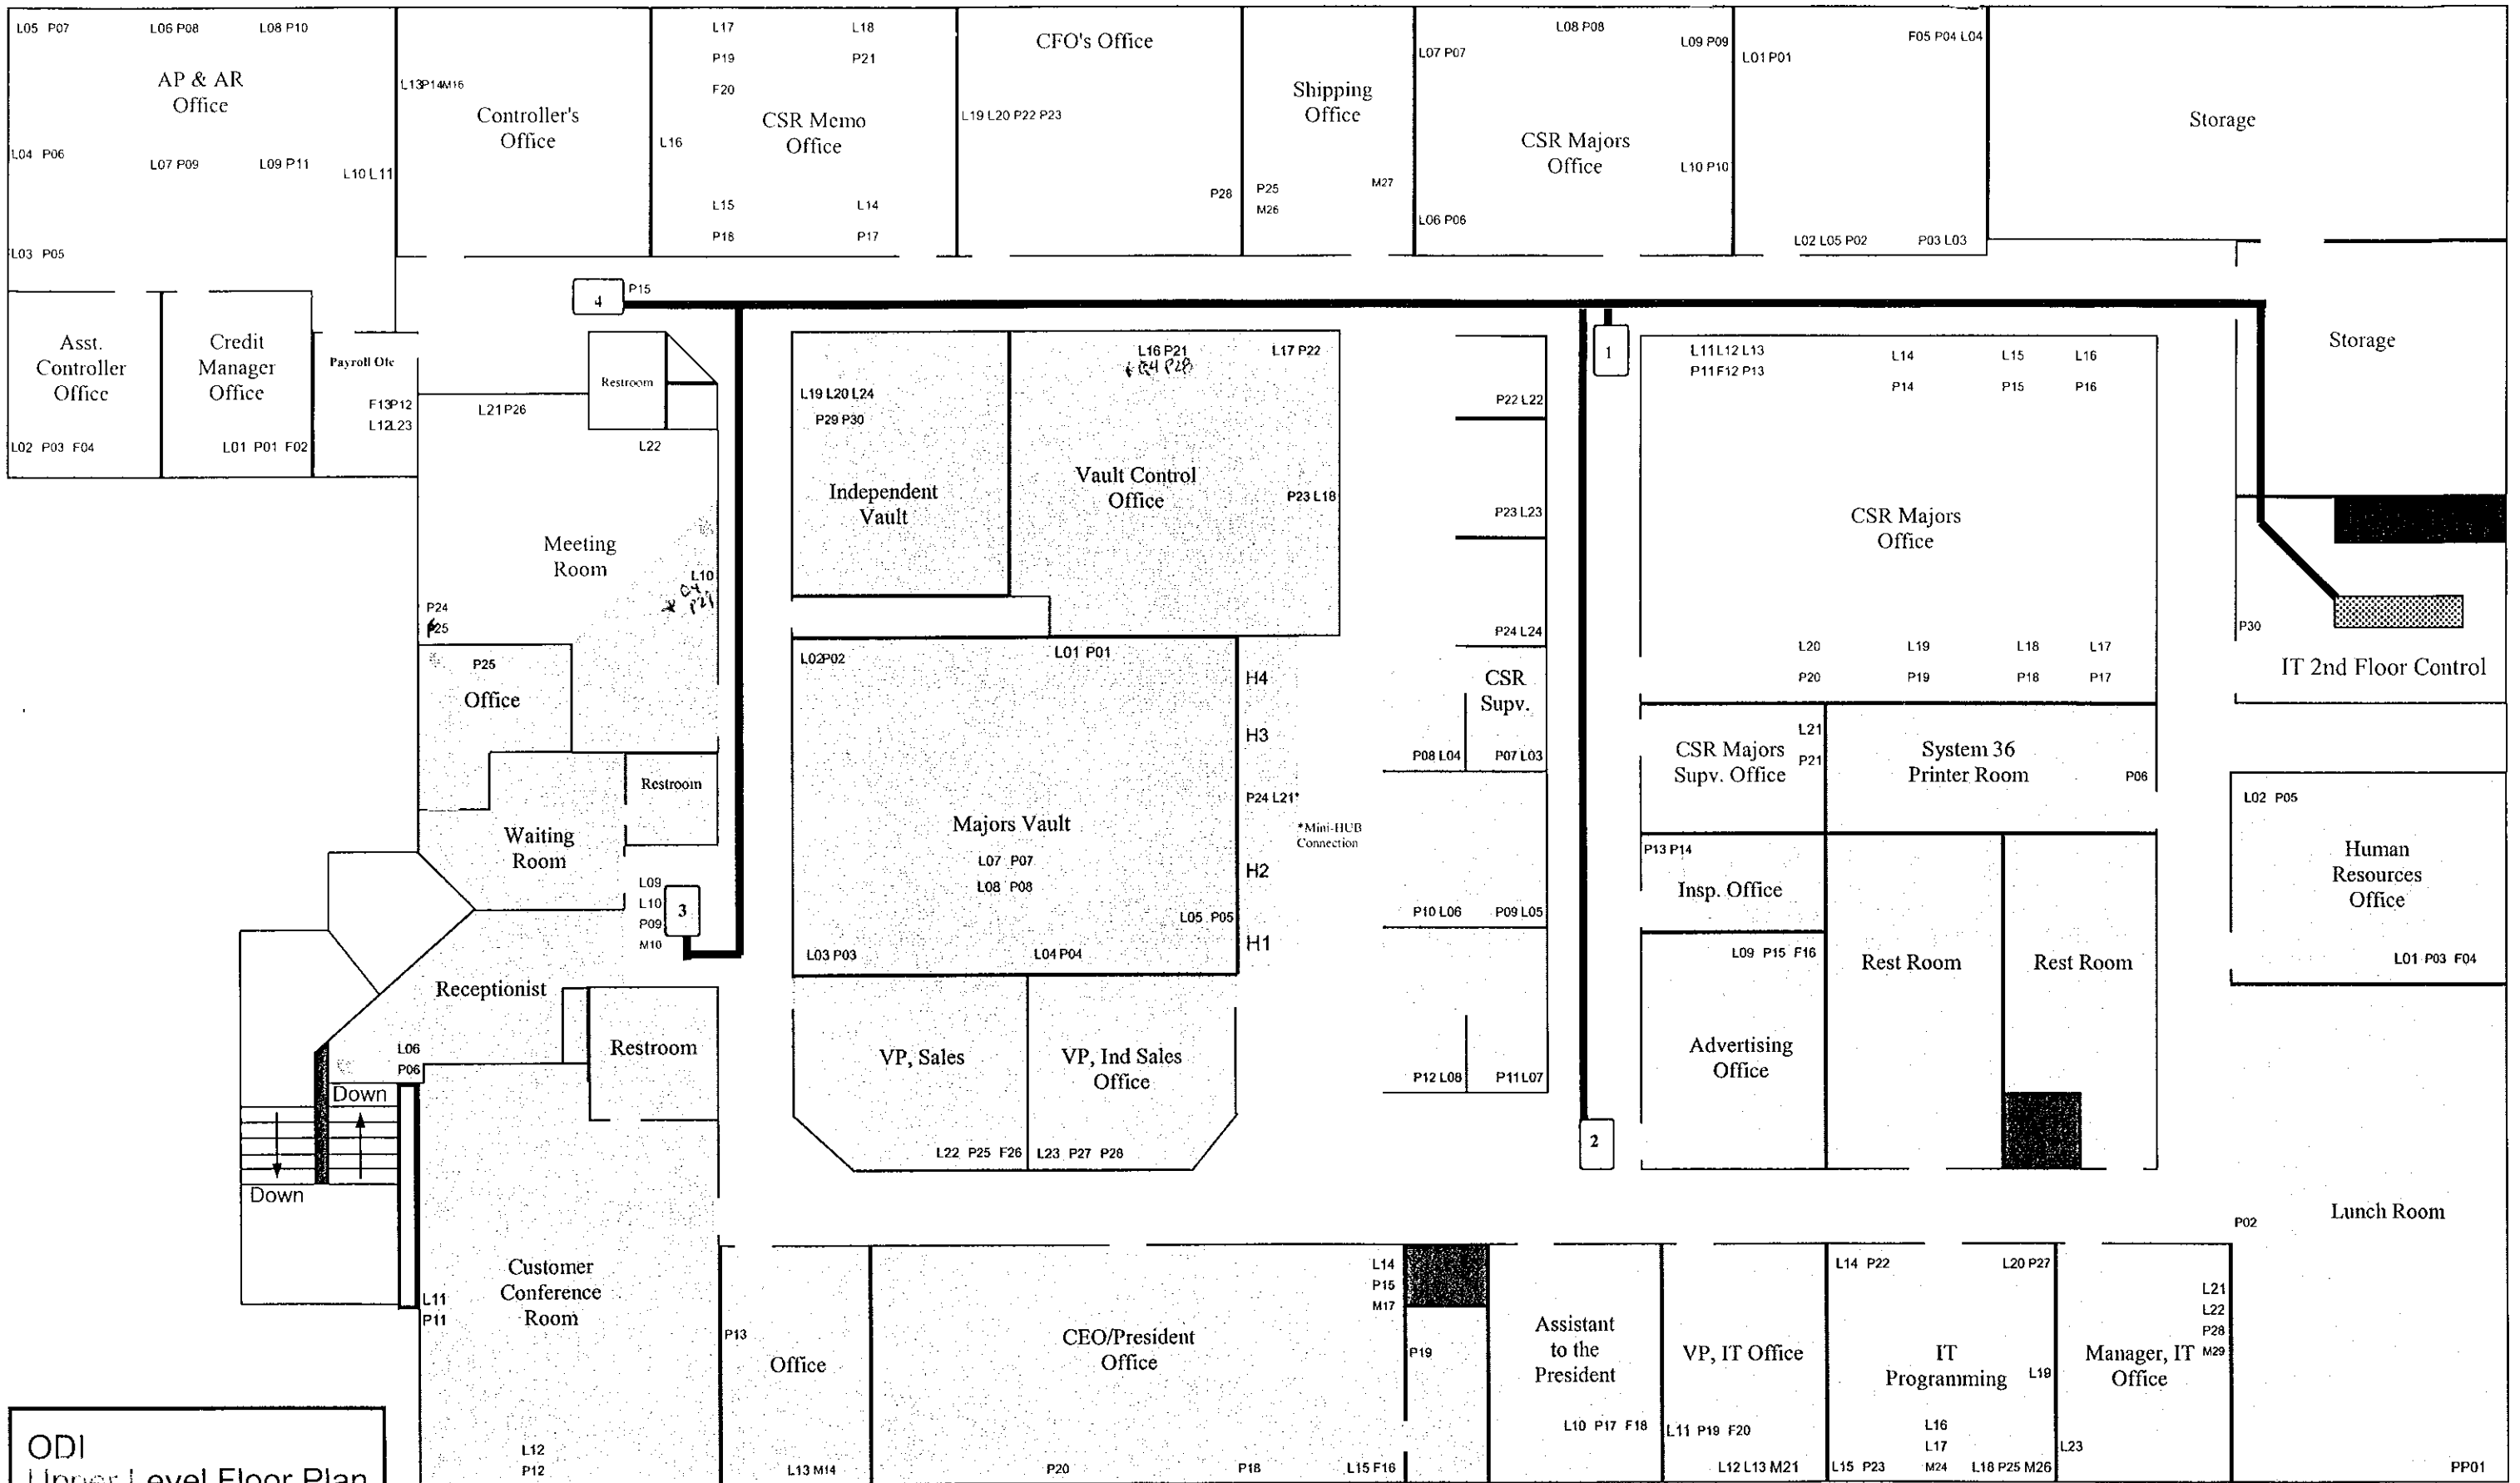 L05 P07
L06 P08
L08 P10
AP & AR
Office
L04 P06
L07 P09
L09 P11
L10 L11
L03 P05
L13P14M16
Controller's
Office
L17
L18
P19
P21
F20
CSR Memo
Office
L16
L15
L14
P18
P17
CFO's Office
L19 L20 P22 P23
P28
Shipping
Office
P25
M26
M27
L07 P07
L08 P08
L09 P09
CSR Majors
Office
L10 P10
L06 P06
L01 P01
F05 P04 L04
L02 L05 P02
P03 L03
Storage
4
P15
Asst.
Controller
Office
L02 P03 F04
Credit
Manager
Office
L01 P01 F02
Payroll Ofc
F13P12
L12L23
L21 P26
Restroom
L22
Meeting
Room
L10
P24
P25
P25
Office
Restroom
Waiting
Room
L09
L10
P09
M10
3
Receptionist
L06
P06
Restroom
Down
Down
L19 L20 L24
P29 P30
Independent
Vault
L16 P21
L17 P22
Vault Control
Office
P23 L18
L02P02
L01 P01
H4
H3
P24 L21*
*Mini-HUB
Connection
Majors Vault
L07 P07
L08 P08
H2
L05 P05
H1
L03 P03
L04 P04
VP, Sales
L22 P25 F26
VP, Ind Sales
Office
L23 P27 P28
P22 L22
P23 L23
P24 L24
CSR
Supv.
P08 L04
P07 L03
P10 L06
P09 L05
P12 L08
P11 L07
1
2
L11 L12 L13
P11 F12 P13
L14
P14
L15
P15
L16
P16
CSR Majors
Office
L20
P20
L19
P19
L18
P18
L17
P17
CSR Majors
Supv. Office
L21
P21
System 36
Printer Room
P06
P13 P14
Insp. Office
L09 P15 F16
Advertising
Office
Rest Room
Rest Room
Storage
P30
IT 2nd Floor Control
L02 P05
Human
Resources
Office
L01 P03 F04
P02
Lunch Room
PP01
Customer
Conference
Room
L11
P11
L12
P12
P13
Office
L13 M14
CEO/President
Office
L14
P15
M17
P20
P18
L15 F16
P19
Assistant
to the
President
L10 P17 F18
VP, IT Office
L11 P19 F20
L12 L13 M21
L14 P22
L20 P27
IT
Programming
L19
L16
L17
M24
L15 P23
L18 P25 M26
L21
L22
P28
M29
Manager, IT
Office
L23
ODI
Upper Level Floor Plan